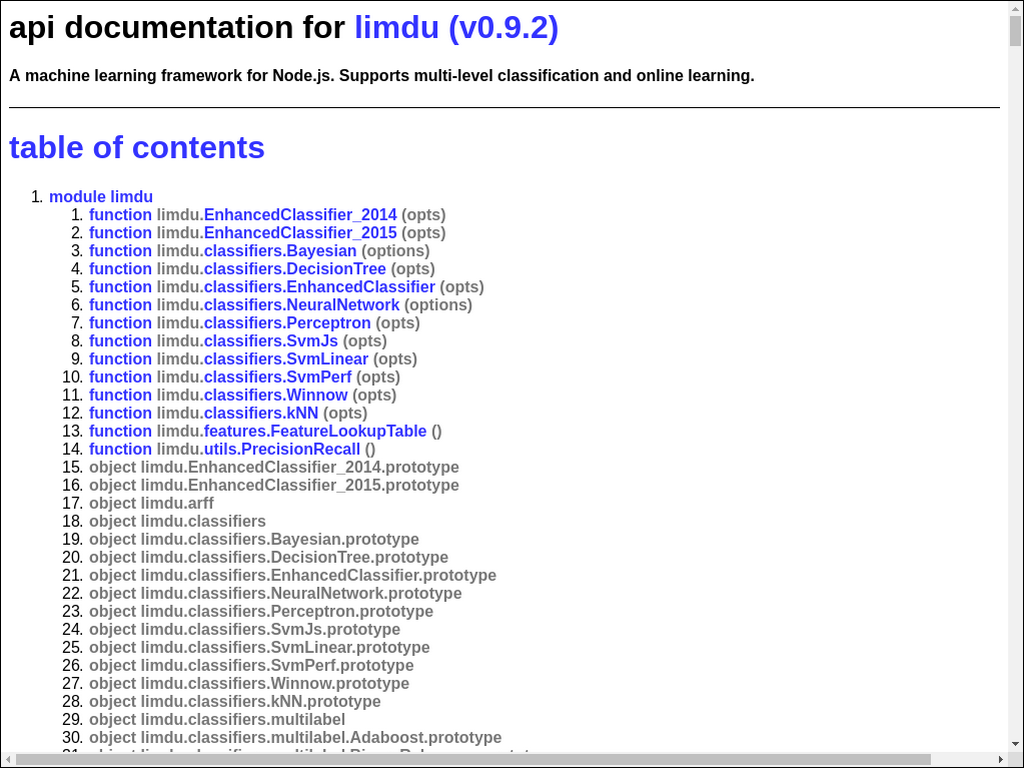 api documentation for limdu (v0.9.2)
A machine learning framework for Node.js. Supports multi-level classification and online learning.
table of contents
1. module limdu
1. function limdu.EnhancedClassifier_2014 (opts)
2. function limdu.EnhancedClassifier_2015 (opts)
3. function limdu.classifiers.Bayesian (options)
4. function limdu.classifiers.DecisionTree (opts)
5. function limdu.classifiers.EnhancedClassifier (opts)
6. function limdu.classifiers.NeuralNetwork (options)
7. function limdu.classifiers.Perceptron (opts)
8. function limdu.classifiers.SvmJs (opts)
9. function limdu.classifiers.SvmLinear (opts)
10. function limdu.classifiers.SvmPerf (opts)
11. function limdu.classifiers.Winnow (opts)
12. function limdu.classifiers.kNN (opts)
13. function limdu.features.FeatureLookupTable ()
14. function limdu.utils.PrecisionRecall ()
15. object limdu.EnhancedClassifier_2014.prototype
16. object limdu.EnhancedClassifier_2015.prototype
17. object limdu.arff
18. object limdu.classifiers
19. object limdu.classifiers.Bayesian.prototype
20. object limdu.classifiers.DecisionTree.prototype
21. object limdu.classifiers.EnhancedClassifier.prototype
22. object limdu.classifiers.NeuralNetwork.prototype
23. object limdu.classifiers.Perceptron.prototype
24. object limdu.classifiers.SvmJs.prototype
25. object limdu.classifiers.SvmLinear.prototype
26. object limdu.classifiers.SvmPerf.prototype
27. object limdu.classifiers.Winnow.prototype
28. object limdu.classifiers.kNN.prototype
29. object limdu.classifiers.multilabel
30. object limdu.classifiers.multilabel.Adaboost.prototype